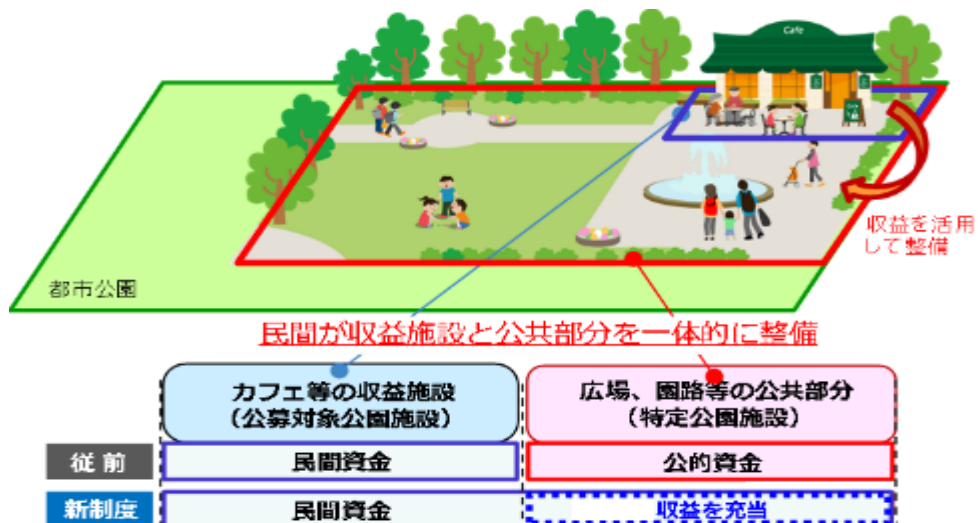 Cafe
収益を活用
して整備
都市公園
民間が収益施設と公共部分を一体的に整備
カフェ等の収益施設
(公募対象公園施設)
広場、園路等の公共部分
(特定公園施設)
従前
民間資金
公的資金
新制度
民間資金
収益を充当